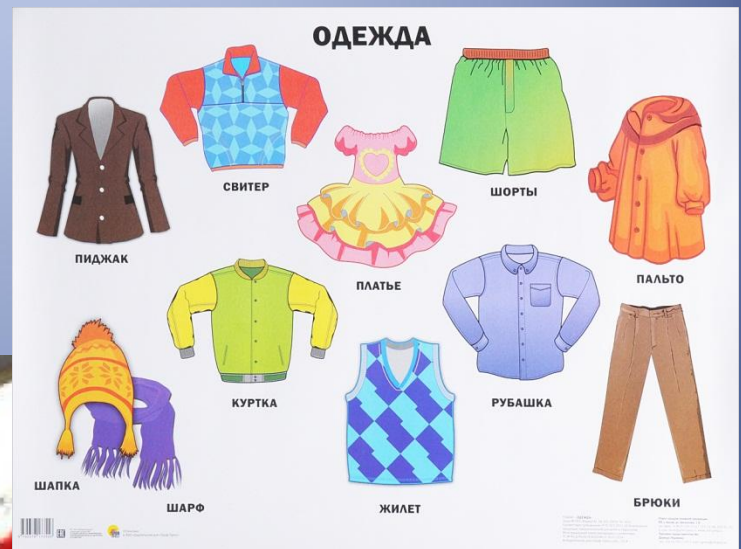 ОДЕЖДА
СВИТЕР
ШОРТЫ
ПИДЖАК
ПЛАТЬЕ
ПАЛЬТО
КУРТКА
РУБАШКА
ШАПКА
ШАРФ
ЖИЛЕТ
БРЮКИ